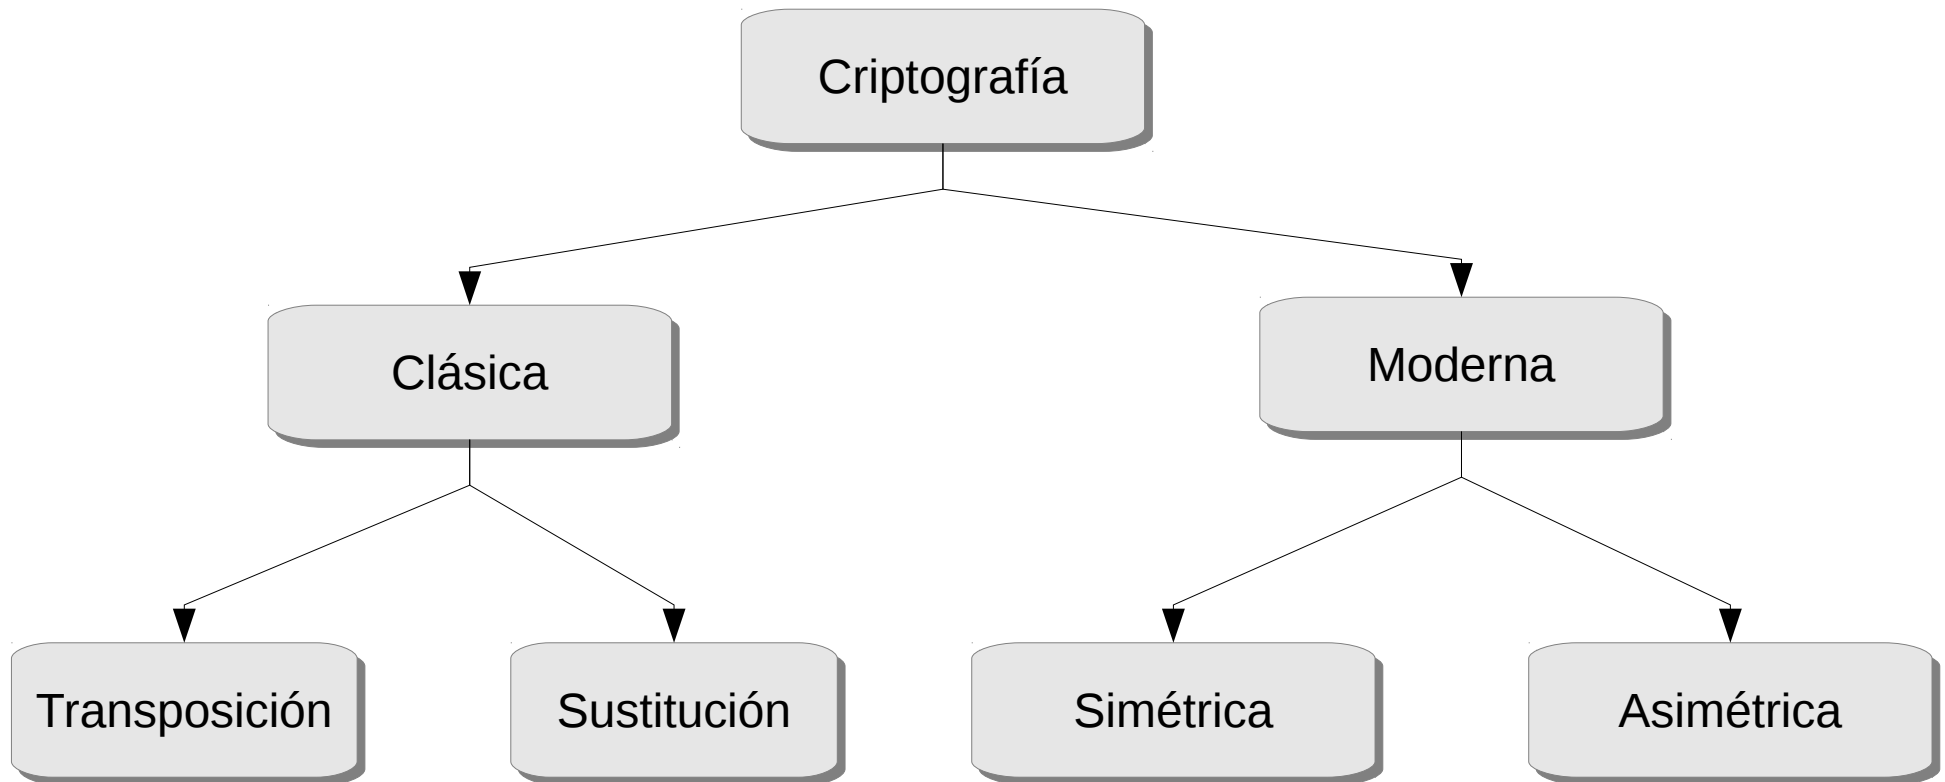 Criptografía
Clásica
Moderna
Transposición
Sustitución
Simétrica
Asimétrica